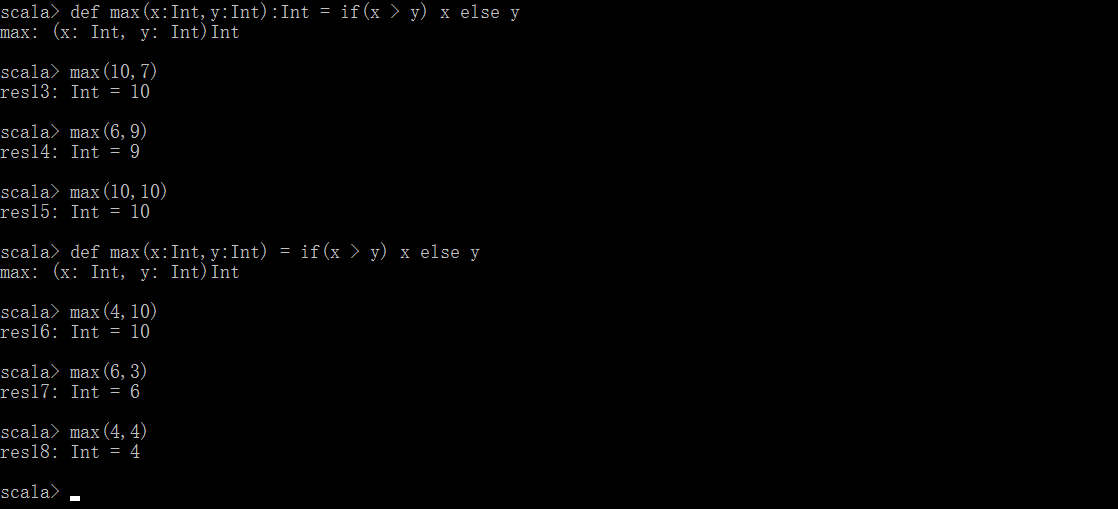 scala> def max(x:Int,y:Int):Int = if(x > y) x else y
max: (x: Int, y: Int)Int
scala> max(10,7)
res13: Int = 10
scala> max(6,9)
res14: Int = 9
scala> max(10,10)
res15: Int = 10
scala> def max(x:Int,y:Int) = if(x > y) x else y
max: (x: Int, y: Int)Int
scala> max(4,10)
res16: Int = 10
scala> max(6,3)
res17: Int = 6
scala> max(4,4)
res18: Int = 4
scala>